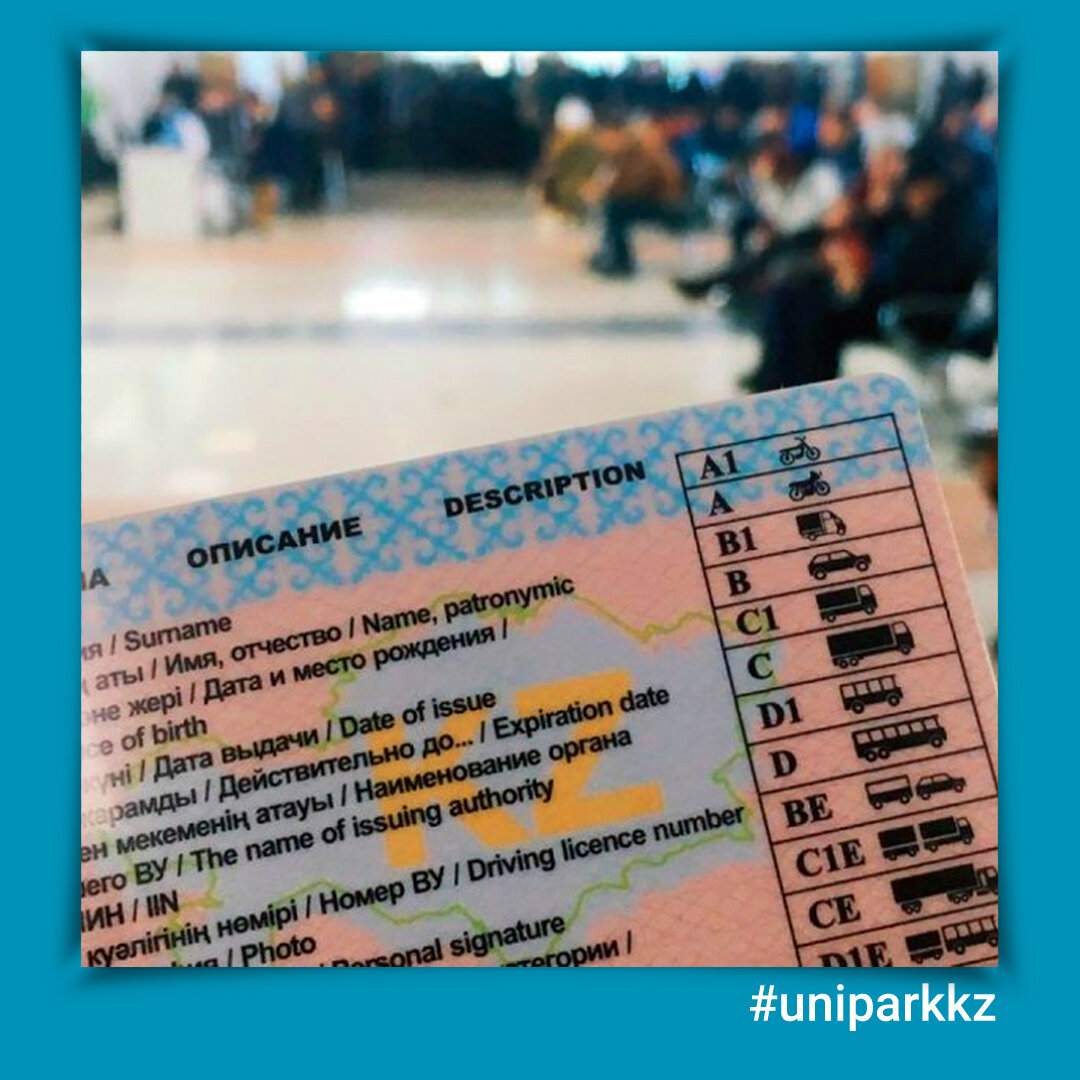 ОПИСАНИЕ DESCRIPTION
/ Surname
аты / Имя, отчество / Name, patronymic
жері / Дата и место рождения /
of birth
/ Дата выдачи / Date of issue
/ Действительно до... / Expiration date
мекеменің атауы / Наименование органа
ВУ / The name of issuing authority
/ IIN
куәлігінің нөмірі / Номер ВУ / Driving licence number
/ Photo
signature
/
A1
A
B1
B
C1
C
D1
D
BE
C1E
CE
D1E
KZ
#uniparkkz